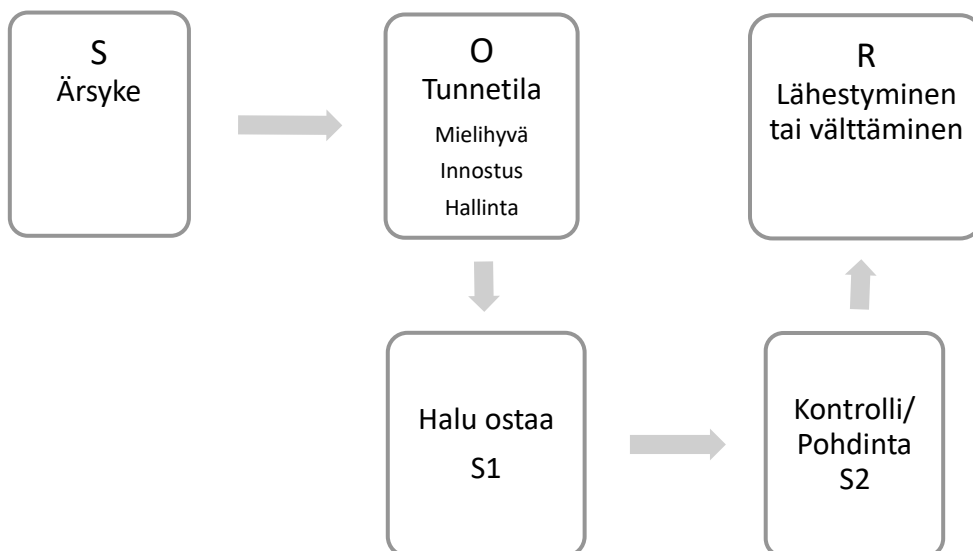 S
Ärsyke
O
Tunnetila
Mielihyvä
Innostus
Hallinta
R
Lähestyminen
tai välttäminen
Halu ostaa
S1
Kontrolli/
Pohdinta
S2